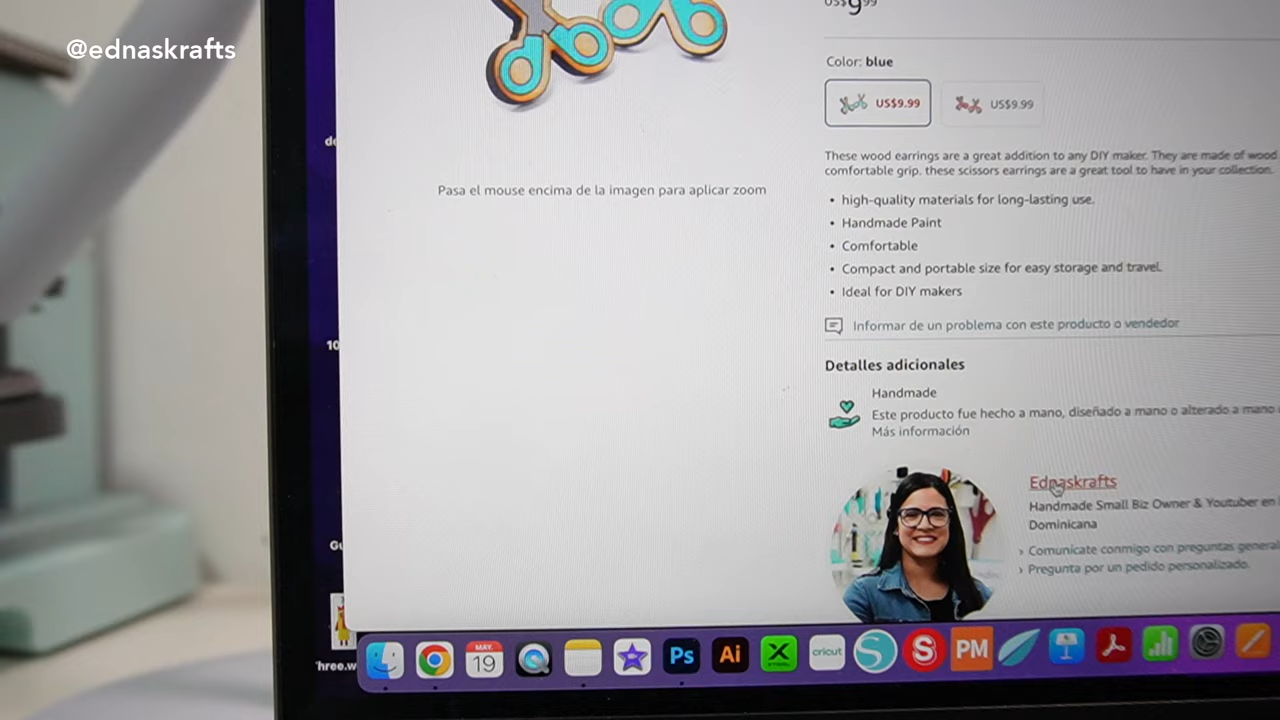 @ednaskrafts
US$9⁹⁹
Color: blue
US$9.99
US$9.99
These wood earrings are a great addition to any DIY maker. They are made of wood
comfortable grip. these scissors earrings are a great tool to have in your collection.
Pasa el mouse encima de la imagen para aplicar zoom
• high-quality materials for long-lasting use.
• Handmade Paint
• Comfortable
• Compact and portable size for easy storage and travel.
• Ideal for DIY makers
Informar de un problema con este producto o vendedor
Detalles adicionales
Handmade
Este producto fue hecho a mano, diseñado a mano o alterado a mano
Más información
Ednaskrafts
Handmade Small Biz Owner & Youtuber en
Dominicana
› Comunícate conmigo con preguntas general
› Pregunta por un pedido personalizado.
de
10
Gu
hree.w
MAY.
19
Ps
Ai
X
cricut
S
S
PM